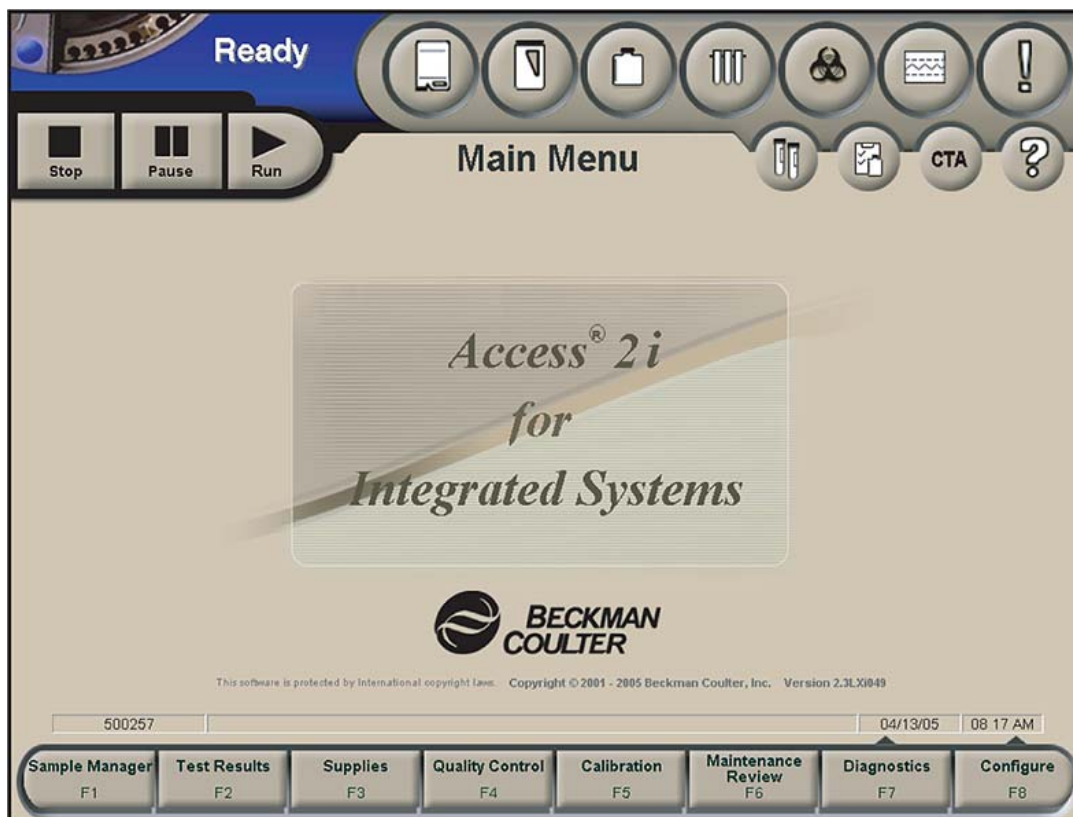 Ready
Stop
Pause
Run
Main Menu
CTA
?
Access® 2 i
for
Integrated Systems
BECKMAN
COULTER
This software is protected by International copyright laws. Copyright © 2001 - 2005 Beckman Coulter, Inc. Version 2.3LXi049
500257 04/13/05 08 17 AM
Sample Manager
F1
Test Results
F2
Supplies
F3
Quality Control
F4
Calibration
F5
Maintenance
Review
F6
Diagnostics
F7
Configure
F8